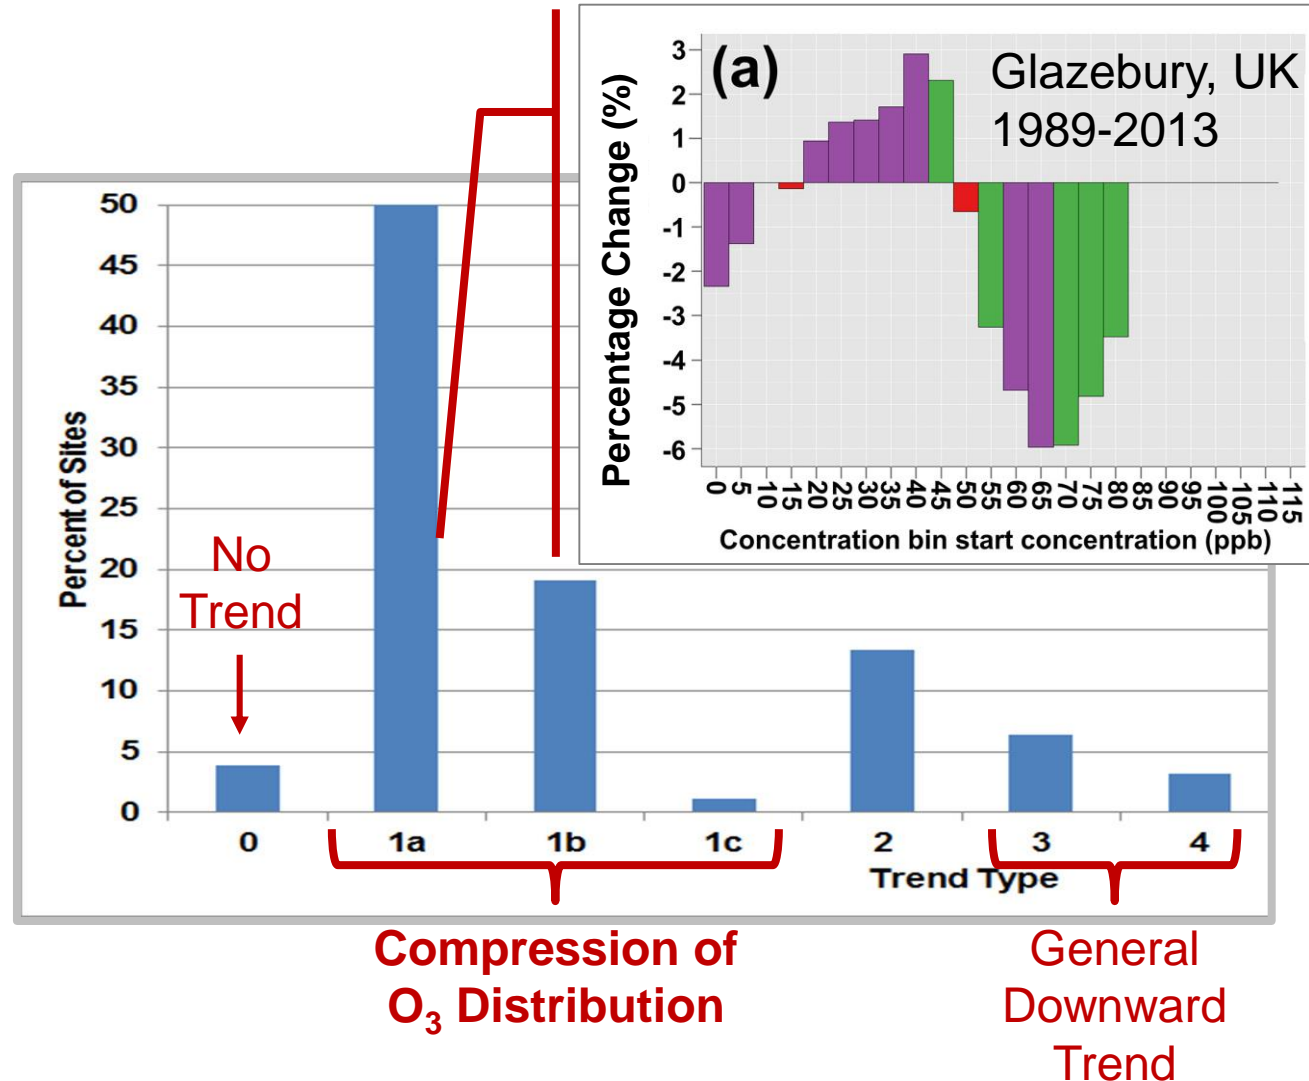 (a)
Glazebury, UK
1989-2013
Percentage Change (%)
3
2
1
0
-1
-2
-3
-4
-5
-6
0 5 10 15 20 25 30 35 40 45 50 55 60 65 70 75 80 85 90 95 100 105 110 115
Concentration bin start concentration (ppb)
Percent of Sites
50
45
40
35
30
25
20
15
10
5
0
No
Trend
0 1a 1b 1c 2 3 4
Trend Type
Compression of
O₃ Distribution
General
Downward
Trend